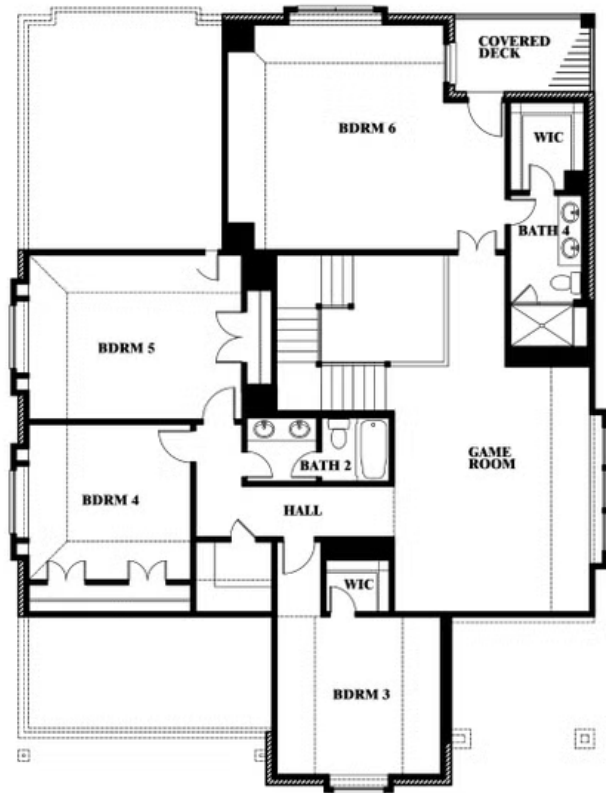 COVERED
DECK
BDRM 6
WIC
BATH 4
BDRM 5
GAME
ROOM
BATH 2
BDRM 4
HALL
WIC
BDRM 3